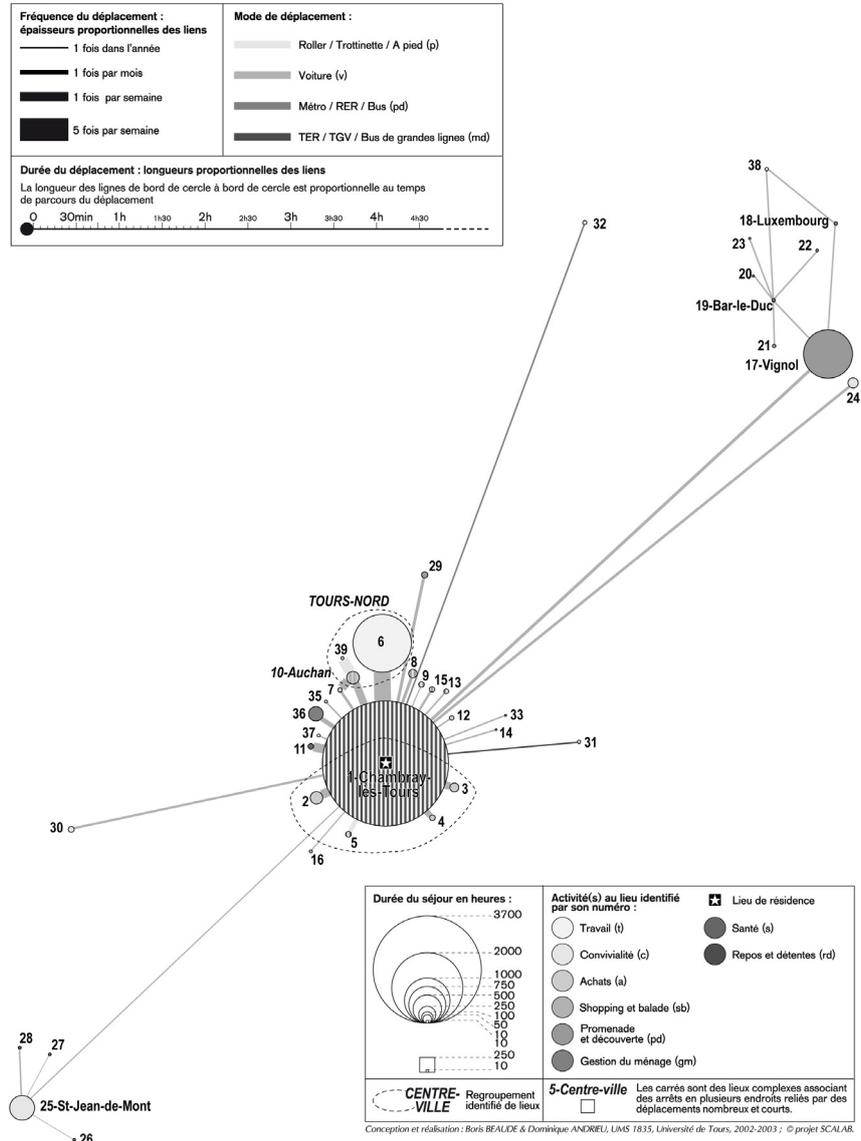 Fréquence du déplacement :
épaisseurs proportionnelles des liens
1 fois dans l'année
1 fois par mois
1 fois par semaine
5 fois par semaine
Mode de déplacement :
Roller / Trottinette / A pied (p)
Voiture (v)
Métro / RER / Bus (pd)
TER / TGV / Bus de grandes lignes (md)
Durée du déplacement : longueurs proportionnelles des liens
La longueur des lignes de bord de cercle à bord de cercle est proportionnelle au temps
de parcours du déplacement
0 30min 1h 1h30 2h 2h30 3h 3h30 4h 4h30
38
32
18-Luxembourg
23
22
20
19-Bar-le-Duc
21
17-Vignol
24
29
TOURS-NORD
6
39
10-Auchan
8
7
9
15
13
35
36
12
33
37
14
11
31
1-Chambray-
les-Tours
2
3
4
30
5
16
28
27
25-St-Jean-de-Mont
26
Durée du séjour en heures :
3700
2000
1000
750
500
250
100
50
10
10
250
10
Activité(s) au lieu identifié
par son numéro :
Travail (t)
Convivialité (c)
Achats (a)
Shopping et balade (sb)
Promenade
et découverte (pd)
Gestion du ménage (gm)
Lieu de résidence
Santé (s)
Repos et détentes (rd)
CENTRE-
VILLE
Regroupement
identifié de lieux
5-Centre-ville
Les carrés sont des lieux complexes associant
des arrêts en plusieurs endroits reliés par des
déplacements nombreux et courts.
Conception et réalisation : Boris BEAUDE & Dominique ANDRIEU, UMS 1835, Université de Tours, 2002-2003 ; © projet SCALAB.